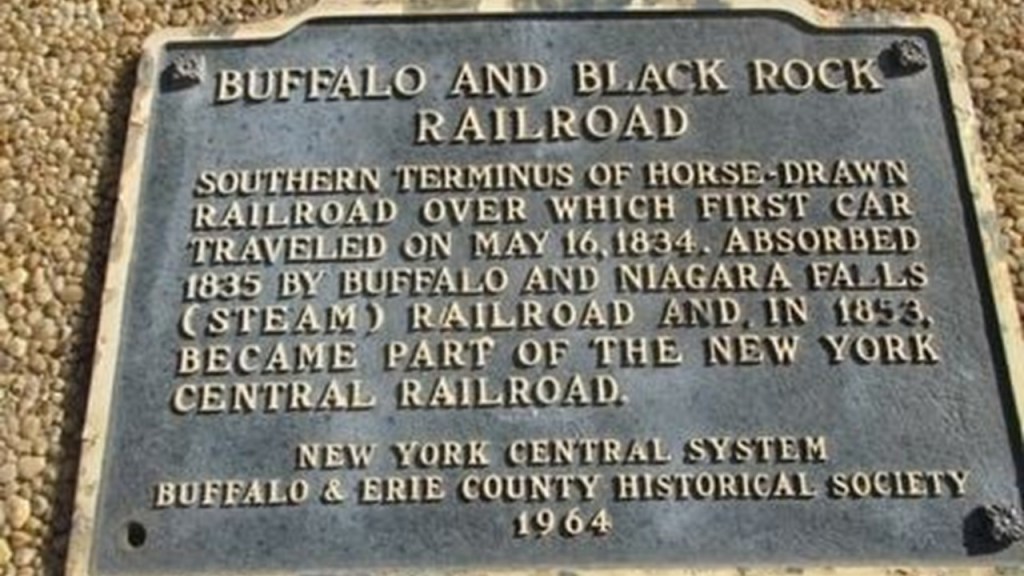 BUFFALO AND BLACK ROCK
RAILROAD
SOUTHERN TERMINUS OF HORSE-DRAWN
RAILROAD OVER WHICH FIRST CAR
TRAVELED ON MAY 16, 1834. ABSORBED
1835 BY BUFFALO AND NIAGARA FALLS
(STEAM) RAILROAD AND, IN 1853,
BECAME PART OF THE NEW YORK
CENTRAL RAILROAD.
NEW YORK CENTRAL SYSTEM
BUFFALO & ERIE COUNTY HISTORICAL SOCIETY
1964